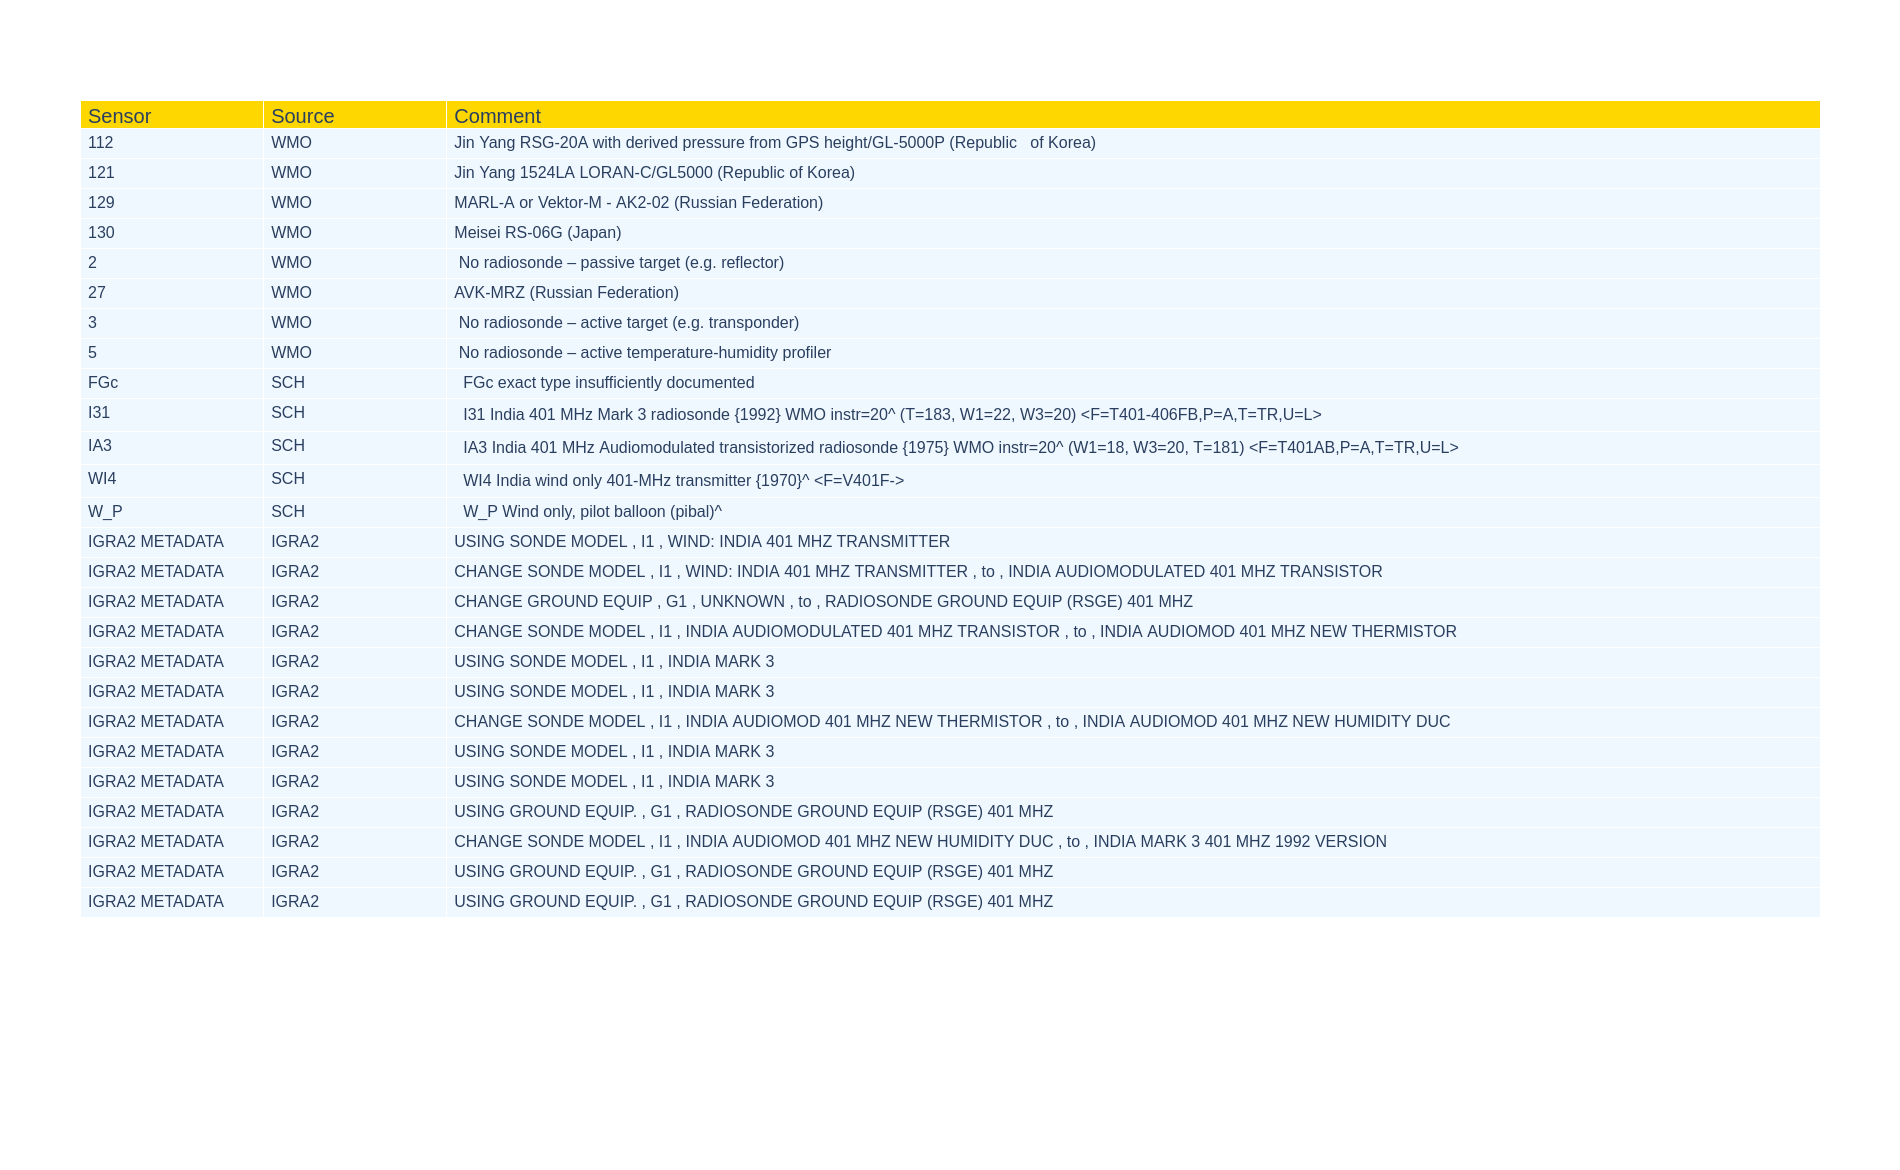 Sensor Source Comment
112 WMO Jin Yang RSG-20A with derived pressure from GPS height/GL-5000P (Republic   of Korea)
121 WMO Jin Yang 1524LA LORAN-C/GL5000 (Republic of Korea)
129 WMO MARL-A or Vektor-M - AK2-02 (Russian Federation)
130 WMO Meisei RS-06G (Japan)
2 WMO No radiosonde – passive target (e.g. reflector)
27 WMO AVK-MRZ (Russian Federation)
3 WMO No radiosonde – active target (e.g. transponder)
5 WMO No radiosonde – active temperature-humidity profiler
FGc SCH FGc exact type insufficiently documented
I31 SCH I31 India 401 MHz Mark 3 radiosonde {1992} WMO instr=20^ (T=183, W1=22, W3=20) <F=T401-406FB,P=A,T=TR,U=L>
IA3 SCH IA3 India 401 MHz Audiomodulated transistorized radiosonde {1975} WMO instr=20^ (W1=18, W3=20, T=181) <F=T401AB,P=A,T=TR,U=L>
WI4 SCH WI4 India wind only 401-MHz transmitter {1970}^ <F=V401F->
W_P SCH W_P Wind only, pilot balloon (pibal)^
IGRA2 METADATA IGRA2 USING SONDE MODEL , I1 , WIND: INDIA 401 MHZ TRANSMITTER
IGRA2 METADATA IGRA2 CHANGE SONDE MODEL , I1 , WIND: INDIA 401 MHZ TRANSMITTER , to , INDIA AUDIOMODULATED 401 MHZ TRANSISTOR
IGRA2 METADATA IGRA2 CHANGE GROUND EQUIP , G1 , UNKNOWN , to , RADIOSONDE GROUND EQUIP (RSGE) 401 MHZ
IGRA2 METADATA IGRA2 CHANGE SONDE MODEL , I1 , INDIA AUDIOMODULATED 401 MHZ TRANSISTOR , to , INDIA AUDIOMOD 401 MHZ NEW THERMISTOR
IGRA2 METADATA IGRA2 USING SONDE MODEL , I1 , INDIA MARK 3
IGRA2 METADATA IGRA2 USING SONDE MODEL , I1 , INDIA MARK 3
IGRA2 METADATA IGRA2 CHANGE SONDE MODEL , I1 , INDIA AUDIOMOD 401 MHZ NEW THERMISTOR , to , INDIA AUDIOMOD 401 MHZ NEW HUMIDITY DUC
IGRA2 METADATA IGRA2 USING SONDE MODEL , I1 , INDIA MARK 3
IGRA2 METADATA IGRA2 USING SONDE MODEL , I1 , INDIA MARK 3
IGRA2 METADATA IGRA2 USING GROUND EQUIP. , G1 , RADIOSONDE GROUND EQUIP (RSGE) 401 MHZ
IGRA2 METADATA IGRA2 CHANGE SONDE MODEL , I1 , INDIA AUDIOMOD 401 MHZ NEW HUMIDITY DUC , to , INDIA MARK 3 401 MHZ 1992 VERSION
IGRA2 METADATA IGRA2 USING GROUND EQUIP. , G1 , RADIOSONDE GROUND EQUIP (RSGE) 401 MHZ
IGRA2 METADATA IGRA2 USING GROUND EQUIP. , G1 , RADIOSONDE GROUND EQUIP (RSGE) 401 MHZ